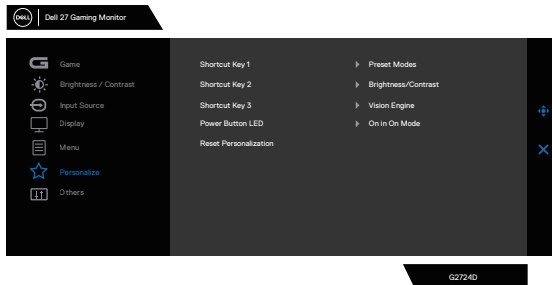 DELL Dell 27 Gaming Monitor
Game
Shortcut Key 1 Preset Modes
Brightness / Contrast
Shortcut Key 2 Brightness/Contrast
Input Source
Shortcut Key 3 Vision Engine
Display
Power Button LED On in On Mode
Menu
Reset Personalization
Personalize
Others
G2724D